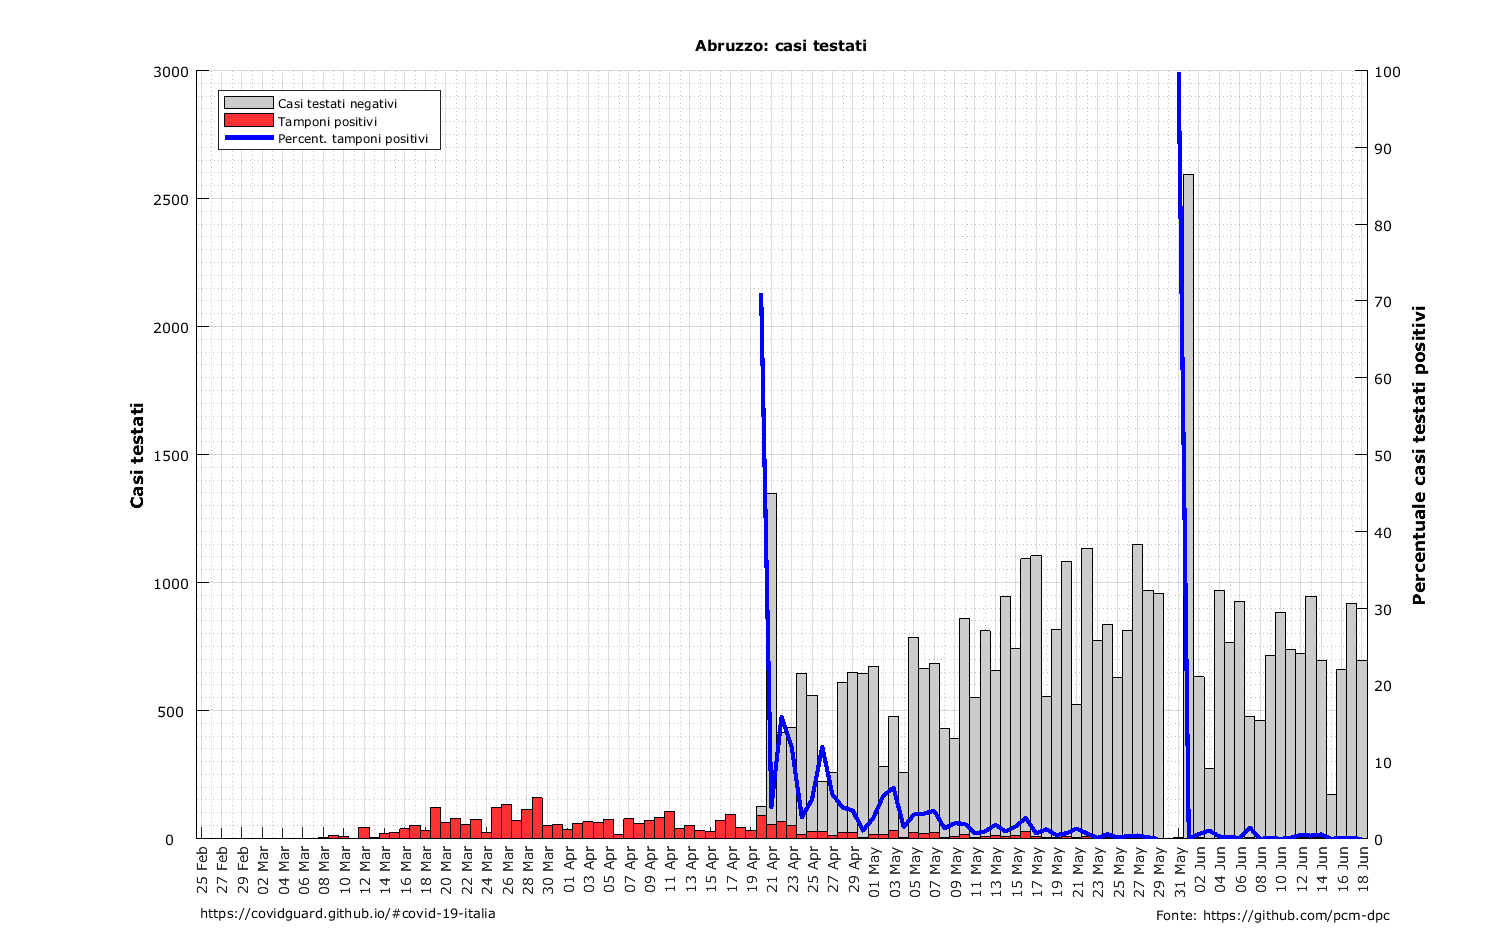 Abruzzo: casi testati
3000
2500
2000
1500
1000
500
0
Casi testati
Casi testati negativi
Tamponi positivi
Percent. tamponi positivi
100
90
80
70
60
50
40
30
20
10
0
Percentuale casi testati positivi
25 Feb
27 Feb
29 Feb
02 Mar
04 Mar
06 Mar
08 Mar
10 Mar
12 Mar
14 Mar
16 Mar
18 Mar
20 Mar
22 Mar
24 Mar
26 Mar
28 Mar
30 Mar
01 Apr
03 Apr
05 Apr
07 Apr
09 Apr
11 Apr
13 Apr
15 Apr
17 Apr
19 Apr
21 Apr
23 Apr
25 Apr
27 Apr
29 Apr
01 May
03 May
05 May
07 May
09 May
11 May
13 May
15 May
17 May
19 May
21 May
23 May
25 May
27 May
29 May
31 May
02 Jun
04 Jun
06 Jun
08 Jun
10 Jun
12 Jun
14 Jun
16 Jun
18 Jun
https://covidguard.github.io/#covid-19-italia
Fonte: https://github.com/pcm-dpc